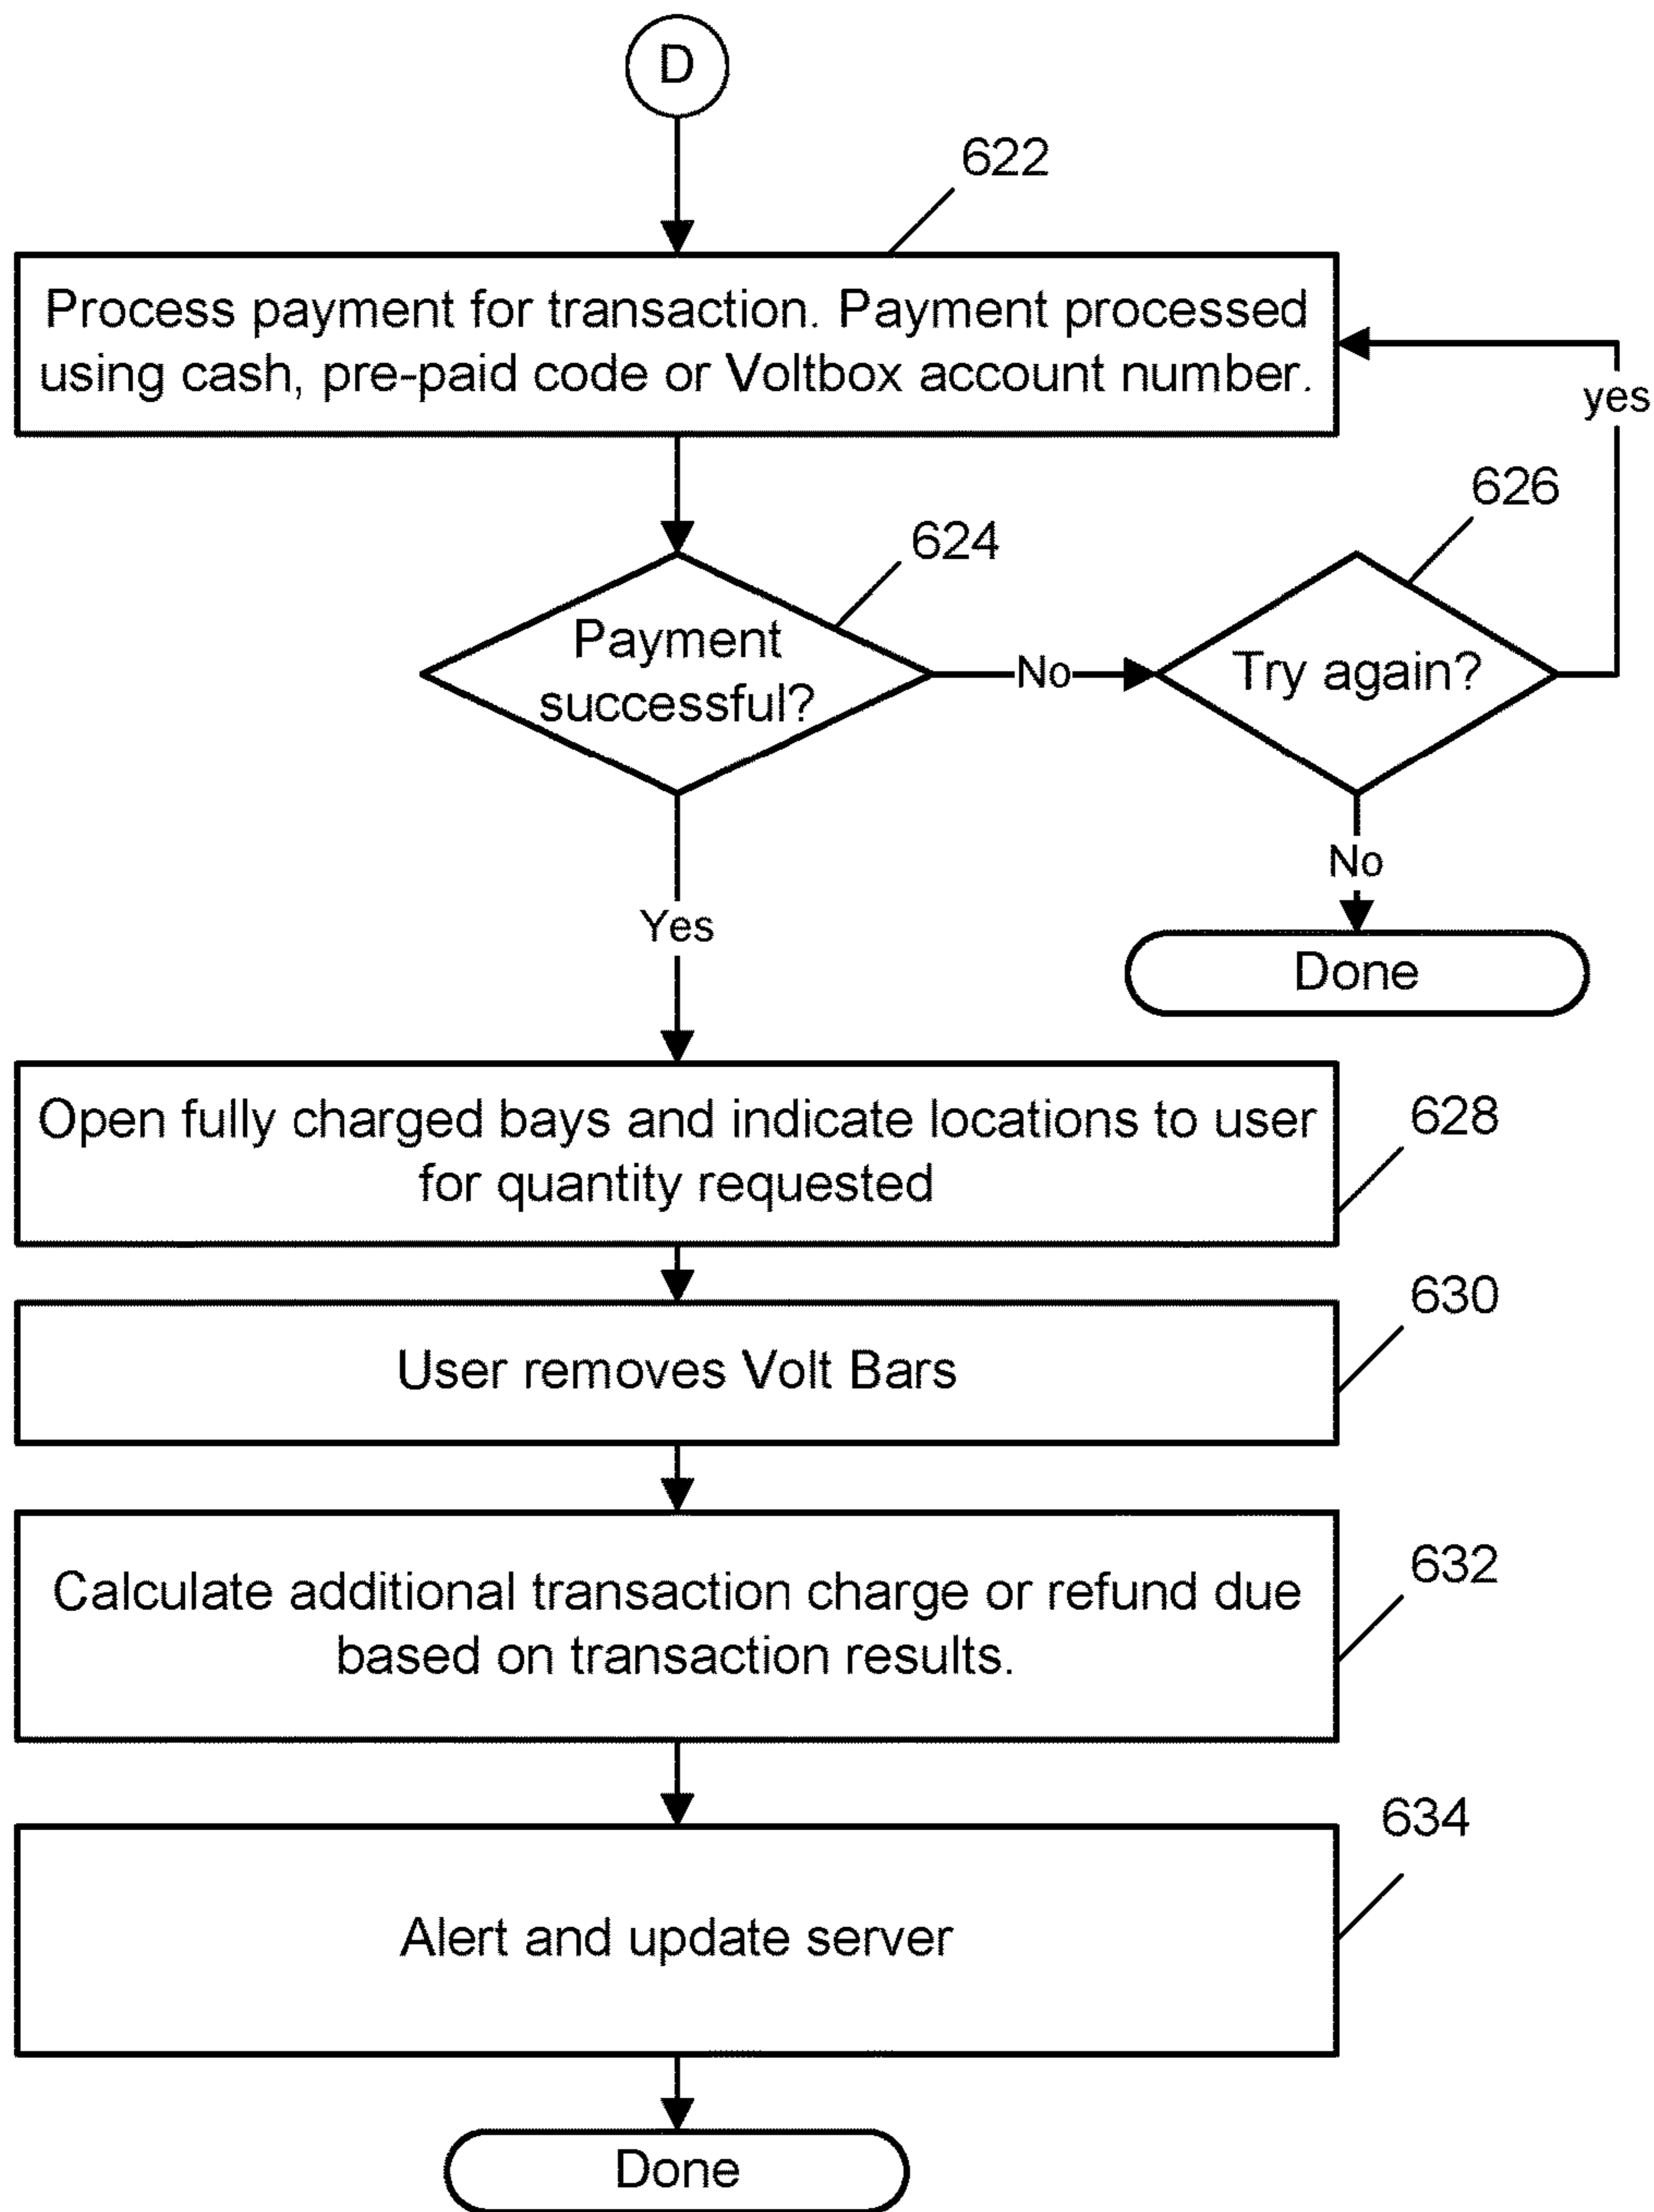 D
622
Process payment for transaction. Payment processed
using cash, pre-paid code or Voltbox account number.
yes
626
624
Payment
successful?
No
Try again?
No
Yes
Done
Open fully charged bays and indicate locations to user
for quantity requested
628
630
User removes Volt Bars
632
Calculate additional transaction charge or refund due
based on transaction results.
634
Alert and update server
Done